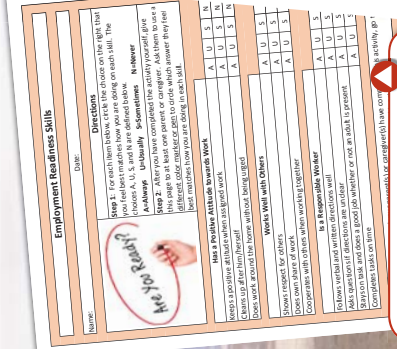 Employment Readiness Skills
Name:
Date:
Are You Ready?
Directions
Step 1: For each item below, circle the choice on the right that
you feel best matches how you are doing on each skill. The
choices A, U, S, and N are defined below.
A=Always U=Usually S=Sometimes N=Never
Step 2: After you have completed the activity yourself, give
this page to at least one parent or caregiver. Ask them to use a
different color marker or pen to circle which answer they feel
best matches how you are doing in each skill.
Has a Positive Attitude towards Work
Keeps a positive attitude when assigned work A U S N
Cleans up after him/herself A U S N
Does work around the home with out being urged A U S N
Works Well with Others
Shows respect for others A U S
Does own share of work A U S
Cooperates with others when working together A U S
Is a Responsible Worker
Follows verbal and written directions well A U S
Asks question if directions are unclear A U S
Stays on task and does a good job whether or not an adult is present A U S
Completes tasks on time A U S
or caregiver(s) have
activity,